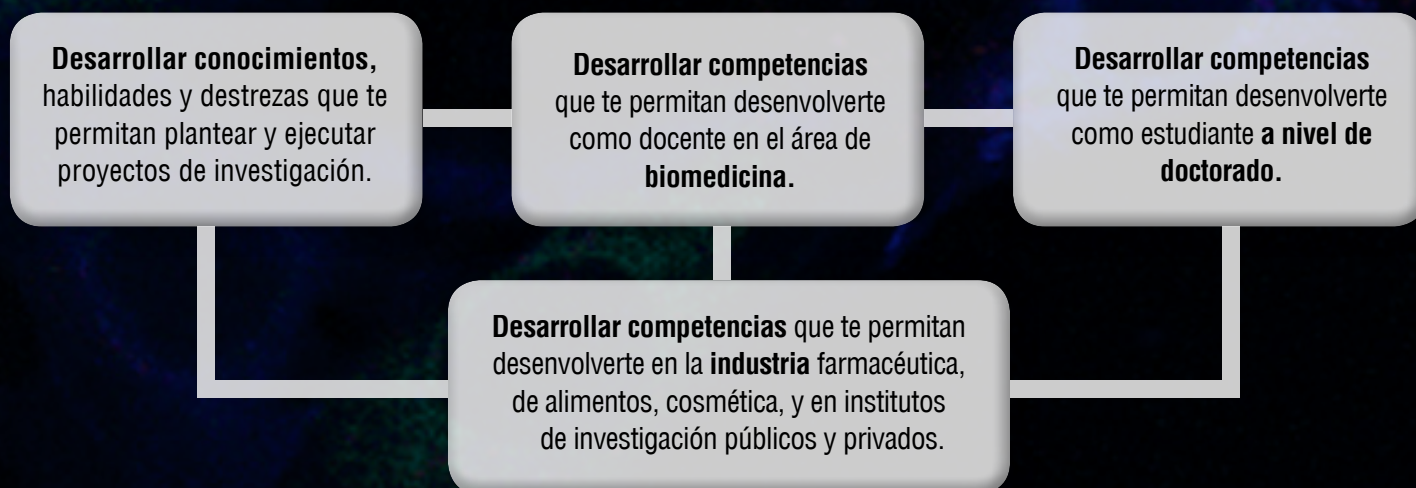 Desarrollar conocimientos,
habilidades y destrezas que te
permitan plantear y ejecutar
proyectos de investigación.
Desarrollar competencias
que te permitan desenvolverte
como docente en el área de
biomedicina.
Desarrollar competencias
que te permitan desenvolverte
como estudiante a nivel de
doctorado.
Desarrollar competencias que te permitan
desenvolverte en la industria farmacéutica,
de alimentos, cosmética, y en institutos
de investigación públicos y privados.